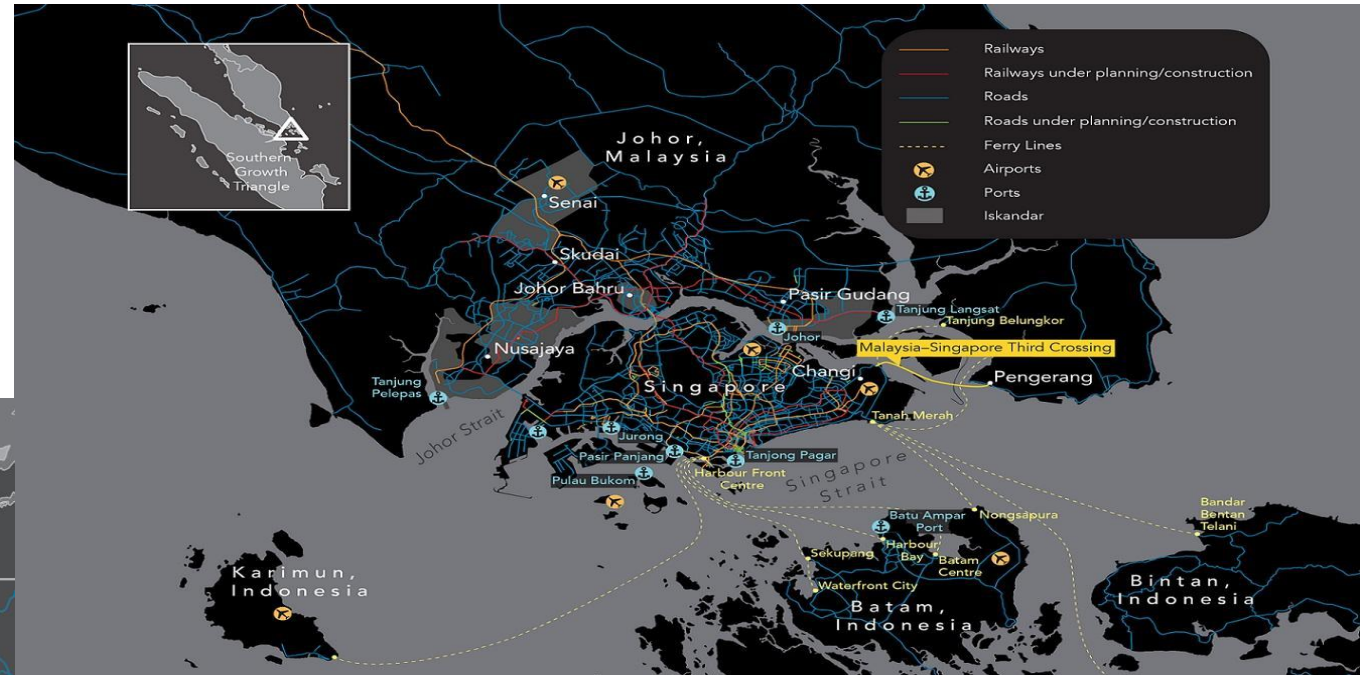 Southern
Growth
Triangle
Railways
Railways under planning/construction
Roads
Roads under planning/construction
Ferry Lines
Airports
Ports
Iskandar
Johor,
Malaysia
Senai
Skudai
Johor Bahru
Pasir Gudang
Tanjung Langsat
Tanjung Belungkor
Johor
Malaysia–Singapore Third Crossing
Nusajaya
Changi
Pengerang
Singapore
Tanjung
Pelepas
Johor Strait
Tanah Merah
Jurong
Pasir Panjang
Tanjong Pagar
Harbour Front
Centre
Pulau Bukom
Singapore
Strait
Nongsapura
Bandar
Bentan
Telani
Batu Ampar
Port
Harbour
Bay
Batam
Centre
Sekupang
Waterfront City
Karimun,
Indonesia
Batam,
Indonesia
Bintan,
Indonesia